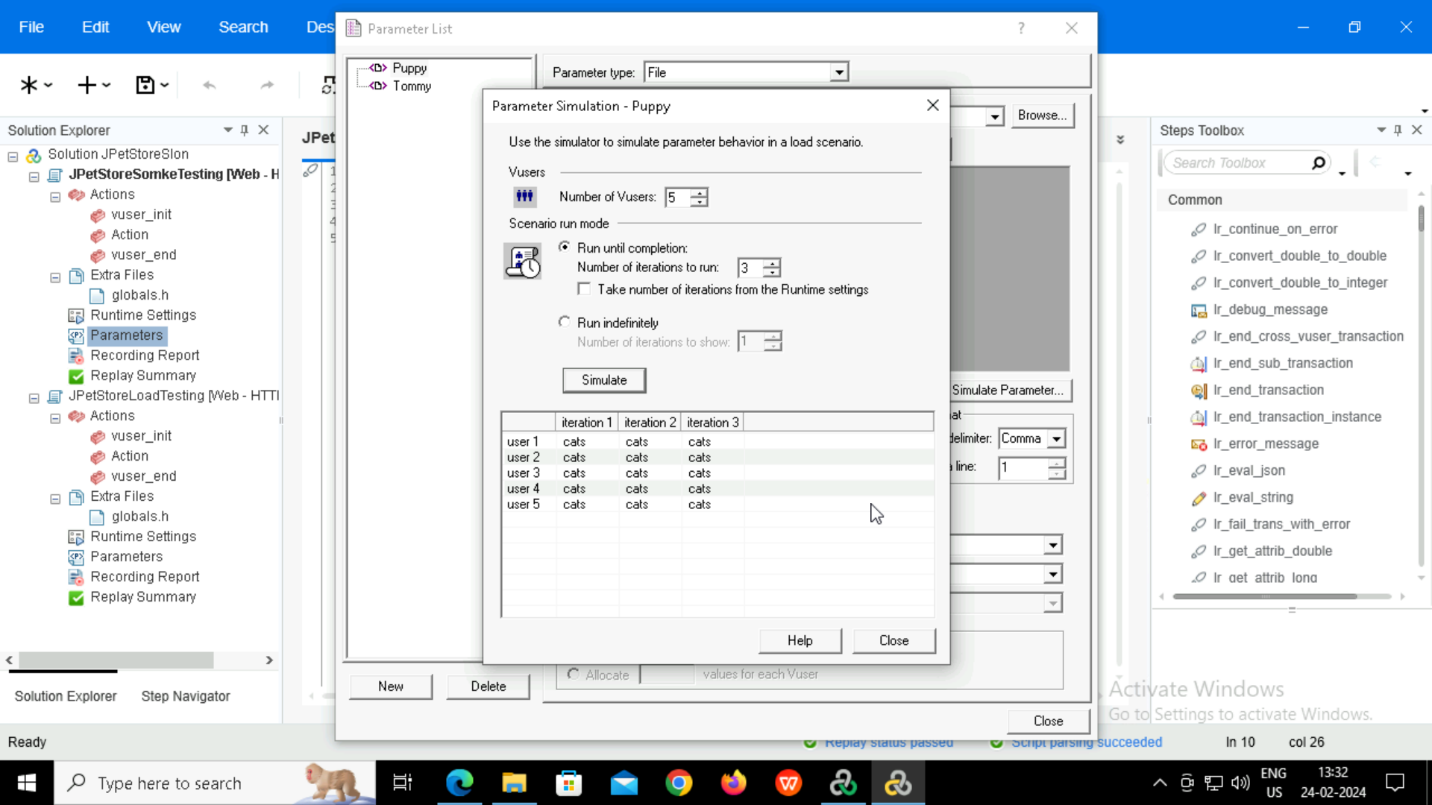 File Edit View Search Des
Parameter List
Solution Explorer
Solution JPetStoreSlon
JPetStoreSomkeTesting [Web - H
Actions
vuser_init
Action
vuser_end
Extra Files
globals.h
Runtime Settings
Parameters
Recording Report
Replay Summary
JPetStoreLoadTesting [Web - HTTI
Actions
vuser_init
Action
vuser_end
Extra Files
globals.h
Runtime Settings
Parameters
Recording Report
Replay Summary
Solution Explorer Step Navigator
JPet
Puppy
Tommy
New Delete
Parameter type: File
Browse...
Parameter Simulation - Puppy
Use the simulator to simulate parameter behavior in a load scenario.
Vusers
Number of Vusers: 5
Scenario run mode
Run until completion:
Number of iterations to run: 3
Take number of iterations from the Runtime settings
Run indefinitely
Number of iterations to show: 1
Simulate
iteration 1 iteration 2 iteration 3
user 1 cats cats cats
user 2 cats cats cats
user 3 cats cats cats
user 4 cats cats cats
user 5 cats cats cats
Help Close
Simulate Parameter...
at
delimiter: Comma
line: 1
Allocate values for each Vuser
Close
Steps Toolbox
Search Toolbox
Common
lr_continue_on_error
lr_convert_double_to_double
lr_convert_double_to_integer
lr_debug_message
lr_end_cross_vuser_transaction
lr_end_sub_transaction
lr_end_transaction
lr_end_transaction_instance
lr_error_message
lr_eval_json
lr_eval_string
lr_fail_trans_with_error
lr_get_attrib_double
lr_get_attrib_long
Activate Windows
Go to Settings to activate Windows.
Ready Replay status passed Script parsing succeeded ln 10 col 26
Type here to search
ENG
US
13:32
24-02-2024